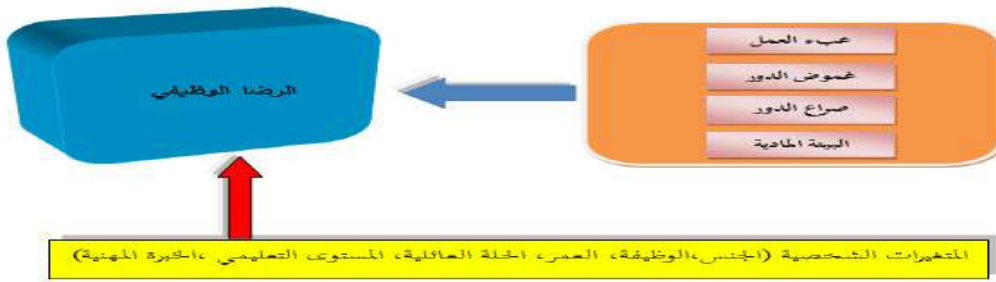 عبء العمل
غموض الدور
صراع الدور
البيئة المادية
الرضا الوظيفي
المتغيرات الشخصية (الجنس،الوظيفة، العمر، الحلة العائلية، المستوى التعليمي ،الخبرة المهنية)